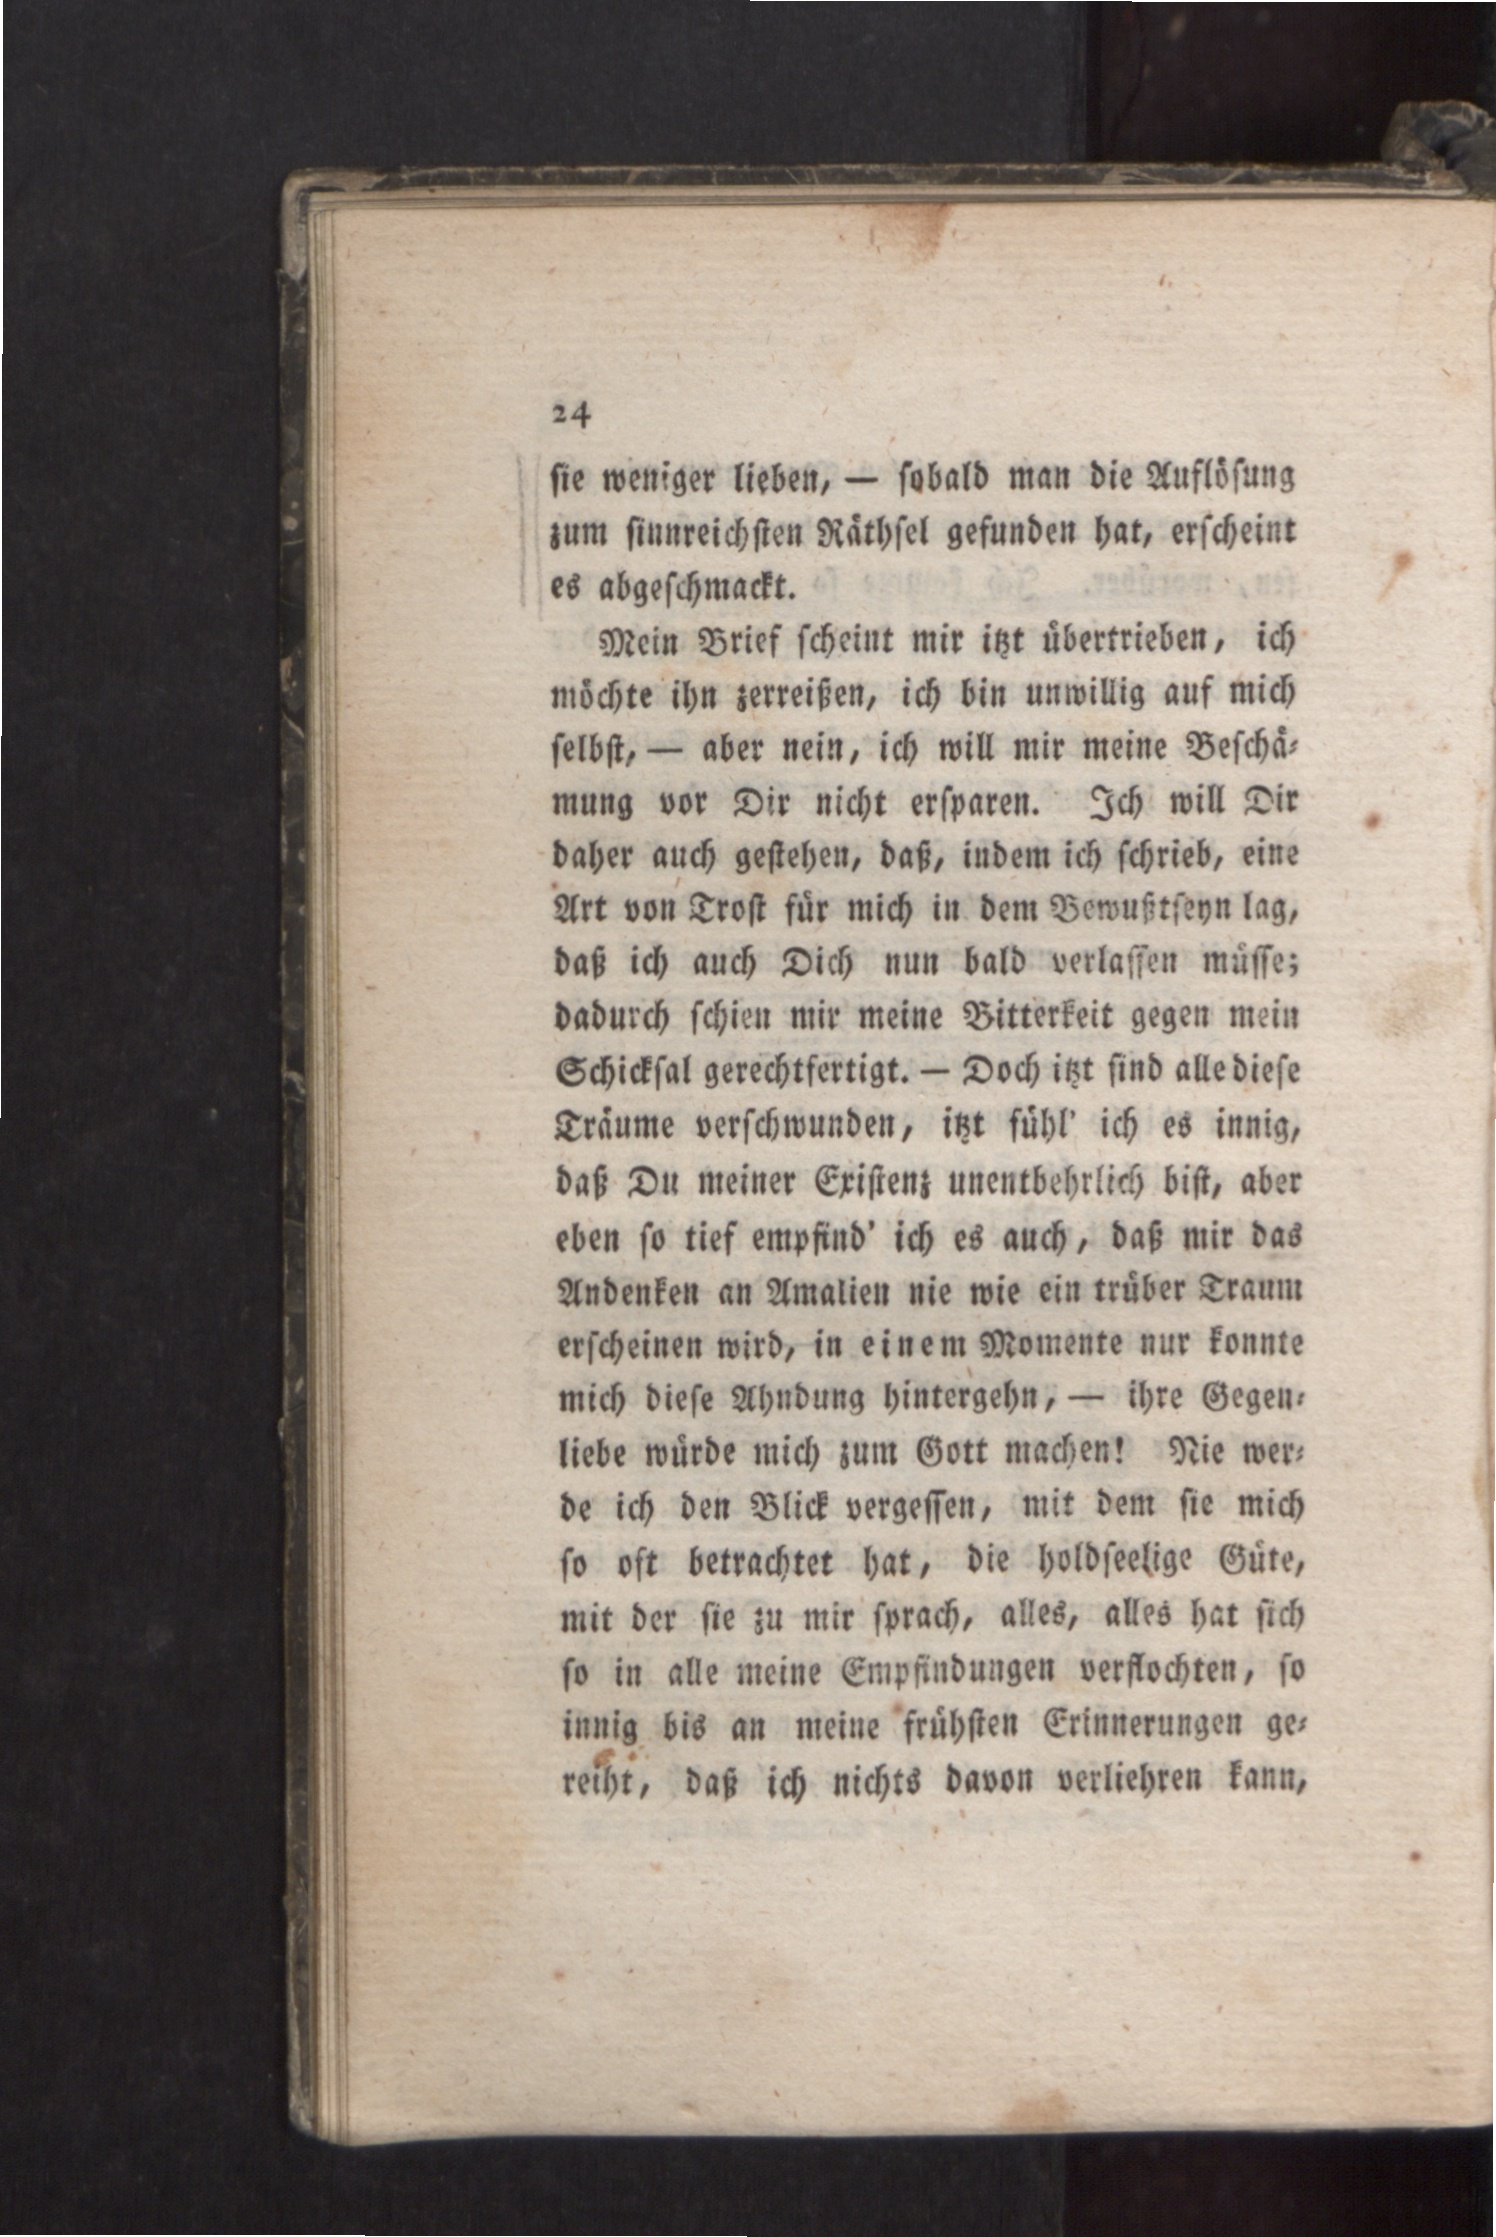 24
ſie weniger lieben, — ſobald man die Auflöſung
zum ſinnreichſten Räthſel gefunden hat, erſcheint
es abgeſchmackt.
Mein Brief ſcheint mir itzt übertrieben, ich
möchte ihn zerreißen, ich bin unwillig auf mich
ſelbſt, — aber nein, ich will mir meine Beſchä⸗
mung vor Dir nicht erſparen. Ich will Dir
daher auch geſtehen, daß, indem ich ſchrieb, eine
Art von Troſt für mich in dem Bewußtſeyn lag,
daß ich auch Dich nun bald verlaſſen müſſe;
dadurch ſchien mir meine Bitterkeit gegen mein
Schickſal gerechtfertigt. — Doch itzt ſind alle dieſe
Träume verſchwunden, itzt fühl' ich es innig,
daß Du meiner Exiſtenz unentbehrlich biſt, aber
eben ſo tief empfind' ich es auch, daß mir das
Andenken an Amalien nie wie ein trüber Traum
erſcheinen wird, in einem Momente nur konnte
mich dieſe Ahndung hintergehn, — ihre Gegen⸗
liebe würde mich zum Gott machen! Nie wer⸗
de ich den Blick vergeſſen, mit dem ſie mich
ſo oft betrachtet hat, die holdſeelige Güte,
mit der ſie zu mir ſprach, alles, alles hat ſich
ſo in alle meine Empfindungen verflochten, ſo
innig bis an meine frühſten Erinnerungen ge⸗
reiht, daß ich nichts davon verliehren kann,